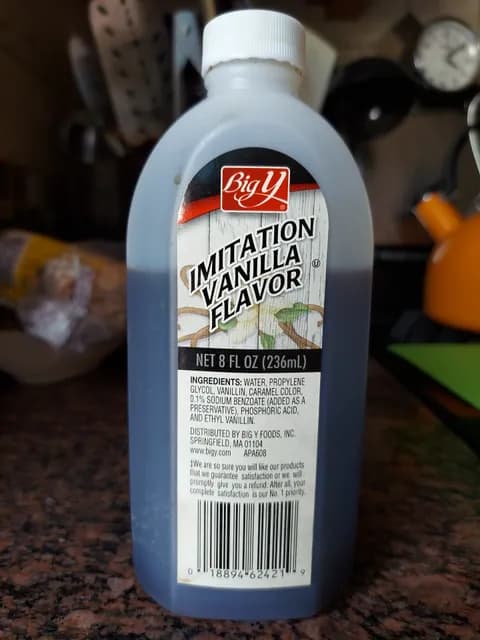 Big Y
IMITATION
VANILLA
FLAVOR
NET 8 FL OZ (236mL)
INGREDIENTS: WATER, PROPYLENE
GLYCOL, VANILLIN, CARAMEL COLOR,
0.1% SODIUM BENZOATE (ADDED AS A
PRESERVATIVE), PHOSPHORIC ACID,
AND ETHYL VANILLIN.
DISTRIBUTED BY BIG Y FOODS, INC.
SPRINGFIELD, MA 01104
www.bigy.com APA608
‡We are so sure you will like our products
that we guarantee satisfaction or we will
promptly give you a refund. After all, your
complete satisfaction is our No. 1 priority.
0 18894 62421 9